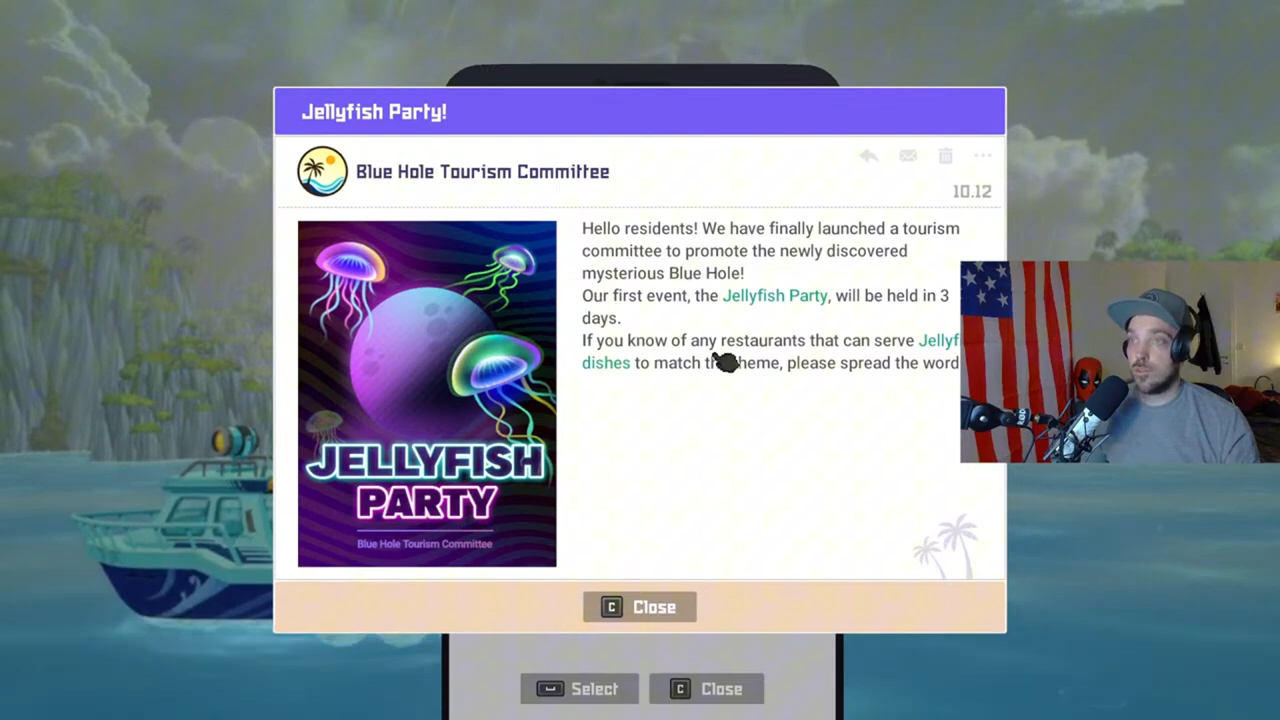 Jellyfish Party!
Blue Hole Tourism Committee
10.12
Hello residents! We have finally launched a tourism
committee to promote the newly discovered
mysterious Blue Hole!
Our first event, the Jellyfish Party, will be held in 3
days.
If you know of any restaurants that can serve
dishes to match, please spread the word
JELLYFISH
PARTY
Blue Hole Tourism Committee
C Close
Select
C Close